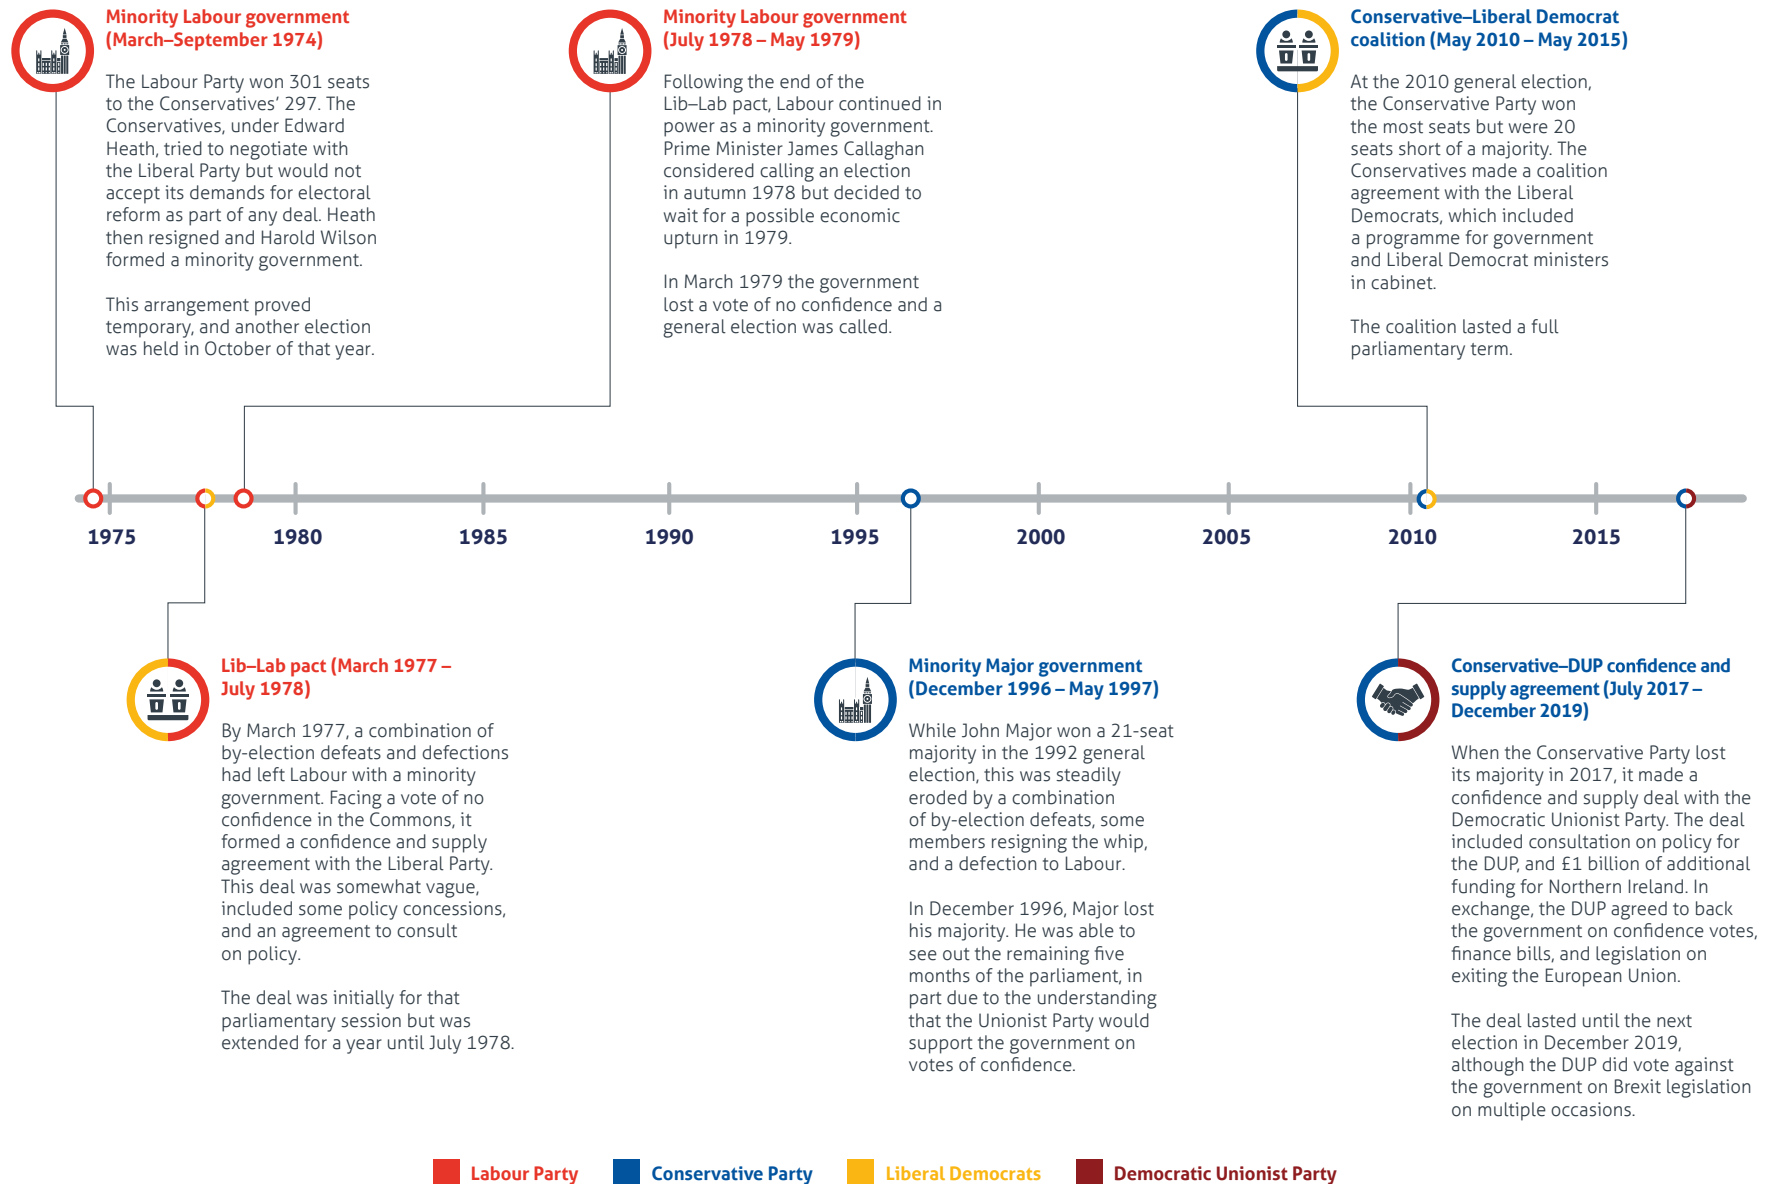 Minority Labour government
(March–September 1974)
The Labour Party won 301 seats
to the Conservatives’ 297. The
Conservatives, under Edward
Heath, tried to negotiate with
the Liberal Party but would not
accept its demands for electoral
reform as part of any deal. Heath
then resigned and Harold Wilson
formed a minority government.
This arrangement proved
temporary, and another election
was held in October of that year.
Minority Labour government
(July 1978 – May 1979)
Following the end of the
Lib–Lab pact, Labour continued in
power as a minority government.
Prime Minister James Callaghan
considered calling an election
in autumn 1978 but decided to
wait for a possible economic
upturn in 1979.
In March 1979 the government
lost a vote of no confidence and a
general election was called.
Conservative–Liberal Democrat
coalition (May 2010 – May 2015)
At the 2010 general election,
the Conservative Party won
the most seats but were 20
seats short of a majority. The
Conservatives made a coalition
agreement with the Liberal
Democrats, which included
a programme for government
and Liberal Democrat ministers
in cabinet.
The coalition lasted a full
parliamentary term.
1975 1980 1985 1990 1995 2000 2005 2010 2015
Lib–Lab pact (March 1977 –
July 1978)
By March 1977, a combination of
by-election defeats and defections
had left Labour with a minority
government. Facing a vote of no
confidence in the Commons, it
formed a confidence and supply
agreement with the Liberal Party.
This deal was somewhat vague,
included some policy concessions,
and an agreement to consult
on policy.
The deal was initially for that
parliamentary session but was
extended for a year until July 1978.
Minority Major government
(December 1996 – May 1997)
While John Major won a 21-seat
majority in the 1992 general
election, this was steadily
eroded by a combination
of by-election defeats, some
members resigning the whip,
and a defection to Labour.
In December 1996, Major lost
his majority. He was able to
see out the remaining five
months of the parliament, in
part due to the understanding
that the Unionist Party would
support the government on
votes of confidence.
Conservative–DUP confidence and
supply agreement (July 2017 –
December 2019)
When the Conservative Party lost
its majority in 2017, it made a
confidence and supply deal with the
Democratic Unionist Party. The deal
included consultation on policy for
the DUP, and £1 billion of additional
funding for Northern Ireland. In
exchange, the DUP agreed to back
the government on confidence votes,
finance bills, and legislation on
exiting the European Union.
The deal lasted until the next
election in December 2019,
although the DUP did vote against
the government on Brexit legislation
on multiple occasions.
Labour Party Conservative Party Liberal Democrats Democratic Unionist Party